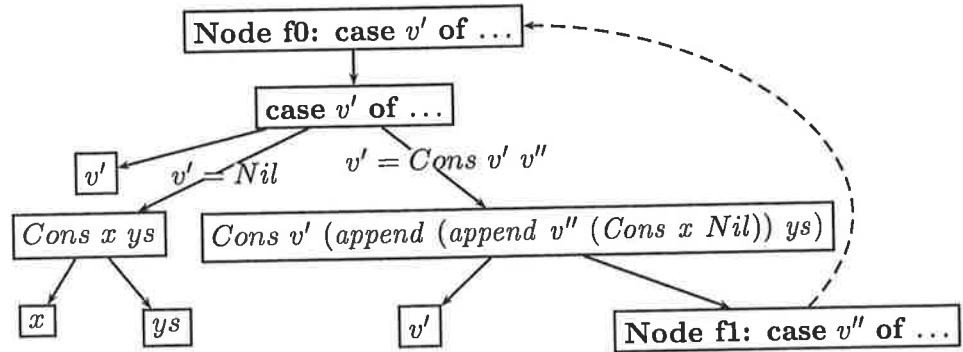 Node f0: case v′ of …
case v′ of …
v′ = Nil
v′ = Cons v′ v″
v′
Cons x ys
Cons v′ (append (append v″ (Cons x Nil)) ys)
x
ys
v′
Node f1: case v″ of …